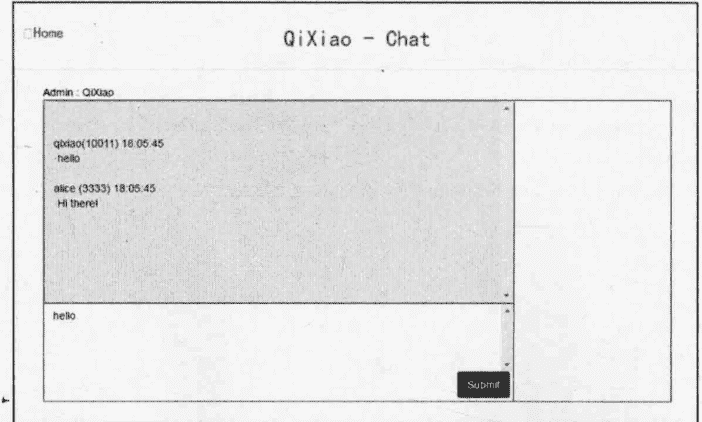 Home
QiXiao - Chat
Admin : QiXiao
qixiao(10011) 18:05:45
hello
alice (3333) 18:05:45
Hi there!
hello
Submit